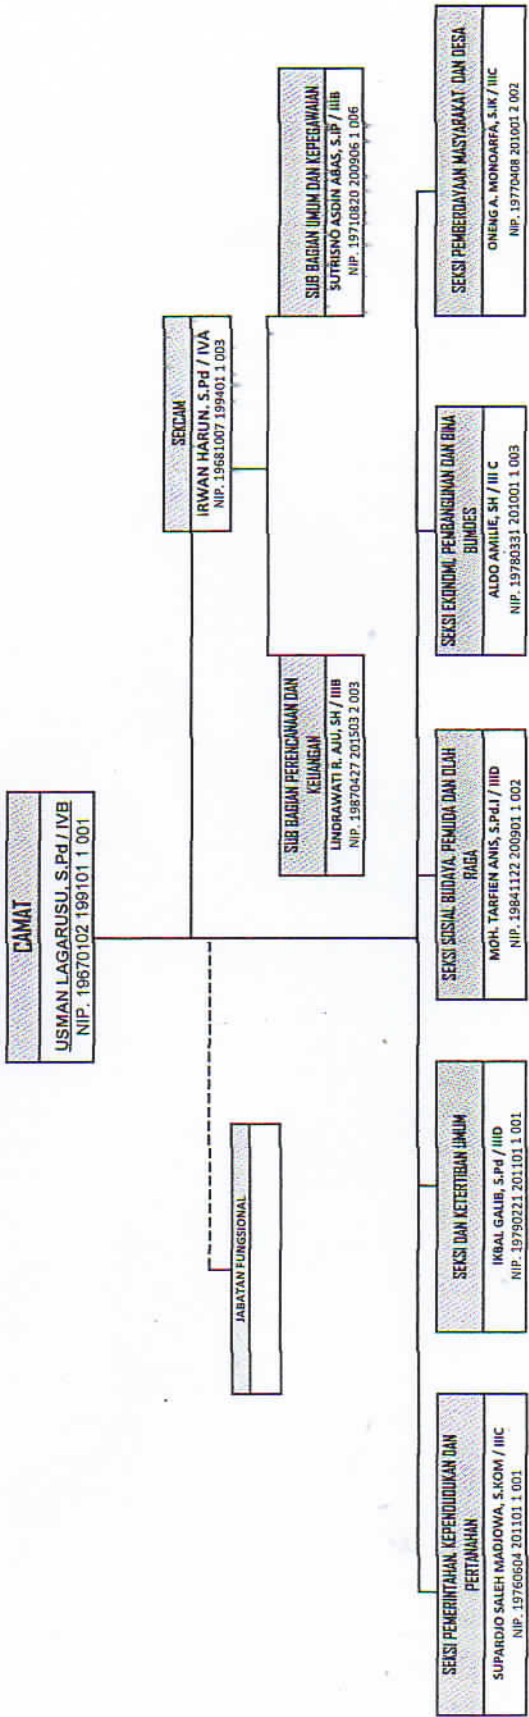 CAMAT
USMAN LAGARUSU, S.Pd / IVB
NIP. 19670102 199101 1 001
SEKCAM
IRWAN HARUN. S.Pd / IVA
NIP. 19681007 199401 1 003
JABATAN FUNGSIONAL
SUB BAGIAN PERENCANAAN DAN
KEUANGAN
LINDRAWATI R. AJU, SH / IIIB
NIP. 19870427 201503 2 003
SUB BAGIAN UMUM DAN KEPEGAWAIAN
SUTRISNO ASDIN ABAS, S.IP / IIIB
NIP. 19710820 200906 1 006
SEKSI PEMERINTAHAN, KEPENDUDUKAN DAN
PERTANAHAN
SUPARDJO SALEH MADJOWA, S.KOM / IIIC
NIP. 19760604 201101 1 001
SEKSI DAN KETERTIBAN UMUM
IKBAL GALIB, S.Pd / IIID
NIP. 19790221 201101 1 001
SEKSI SOSIAL BUDAYA, PEMUDA DAN OLAH
RAGA
MOH. TARFIEN ANIS, S.Pd.I / IIID
NIP. 19841122 200901 1 002
SEKSI EKONOMI, PEMBANGUNAN DAN BINA
BUMDES
ALDO AMILIE, SH / III C
NIP. 19780331 201001 1 003
SEKSI PEMBERDAYAAN MASYARAKAT DAN DESA
ONENG A. MONOARFA, S.IK / IIIC
NIP. 19770408 201001 2 002